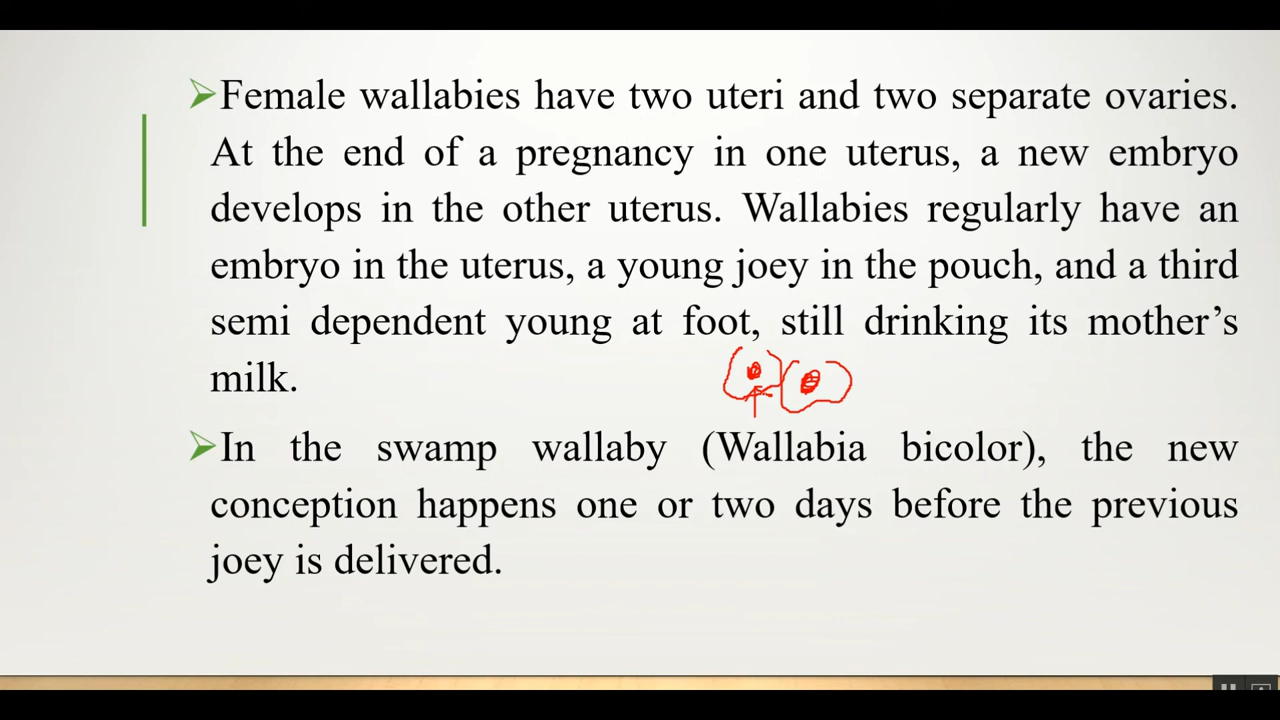 Female wallabies have two uteri and two separate ovaries.
At the end of a pregnancy in one uterus, a new embryo
develops in the other uterus. Wallabies regularly have an
embryo in the uterus, a young joey in the pouch, and a third
semi dependent young at foot, still drinking its mother’s
milk.
In the swamp wallaby (Wallabia bicolor), the new
conception happens one or two days before the previous
joey is delivered.